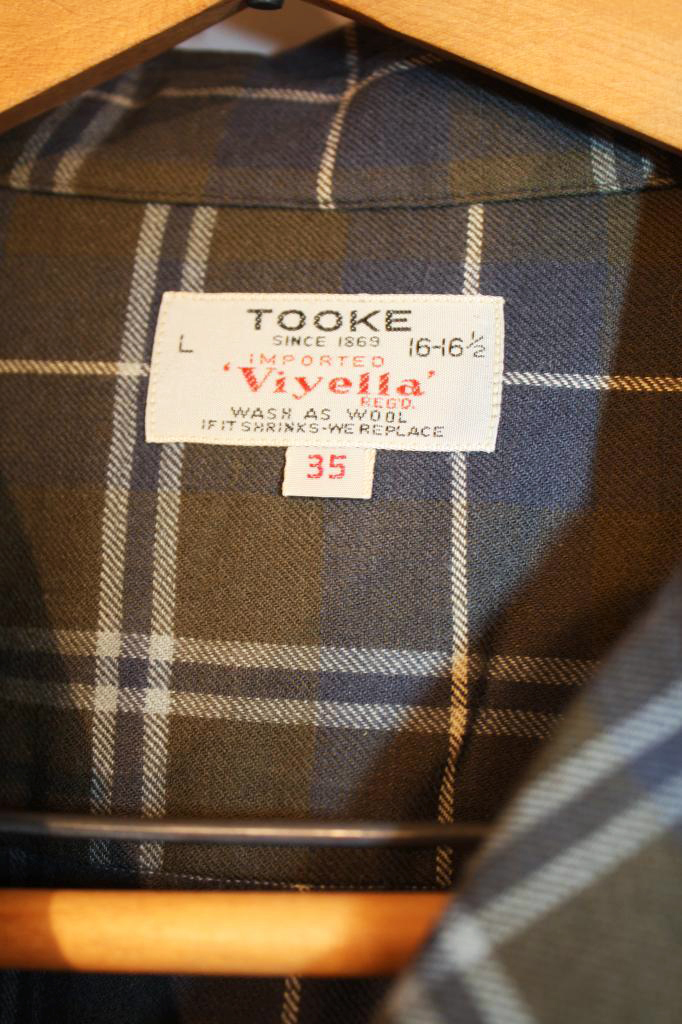 TOOKE
SINCE 1869
L 16-16½
IMPORTED
'Viyella'
REG'D.
WASH AS WOOL
IF IT SHRINKS-WE REPLACE
35